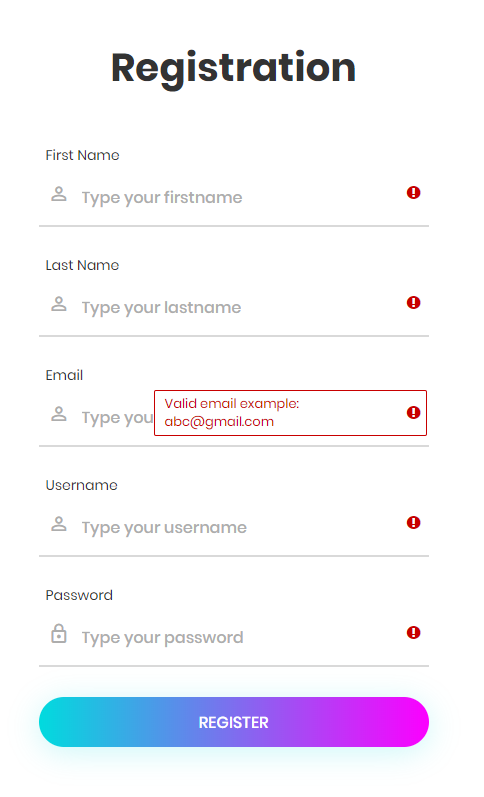 Registration
First Name
Type your firstname
Last Name
Type your lastname
Email
Type you
Valid email example:
abc@gmail.com
Username
Type your username
Password
Type your password
REGISTER